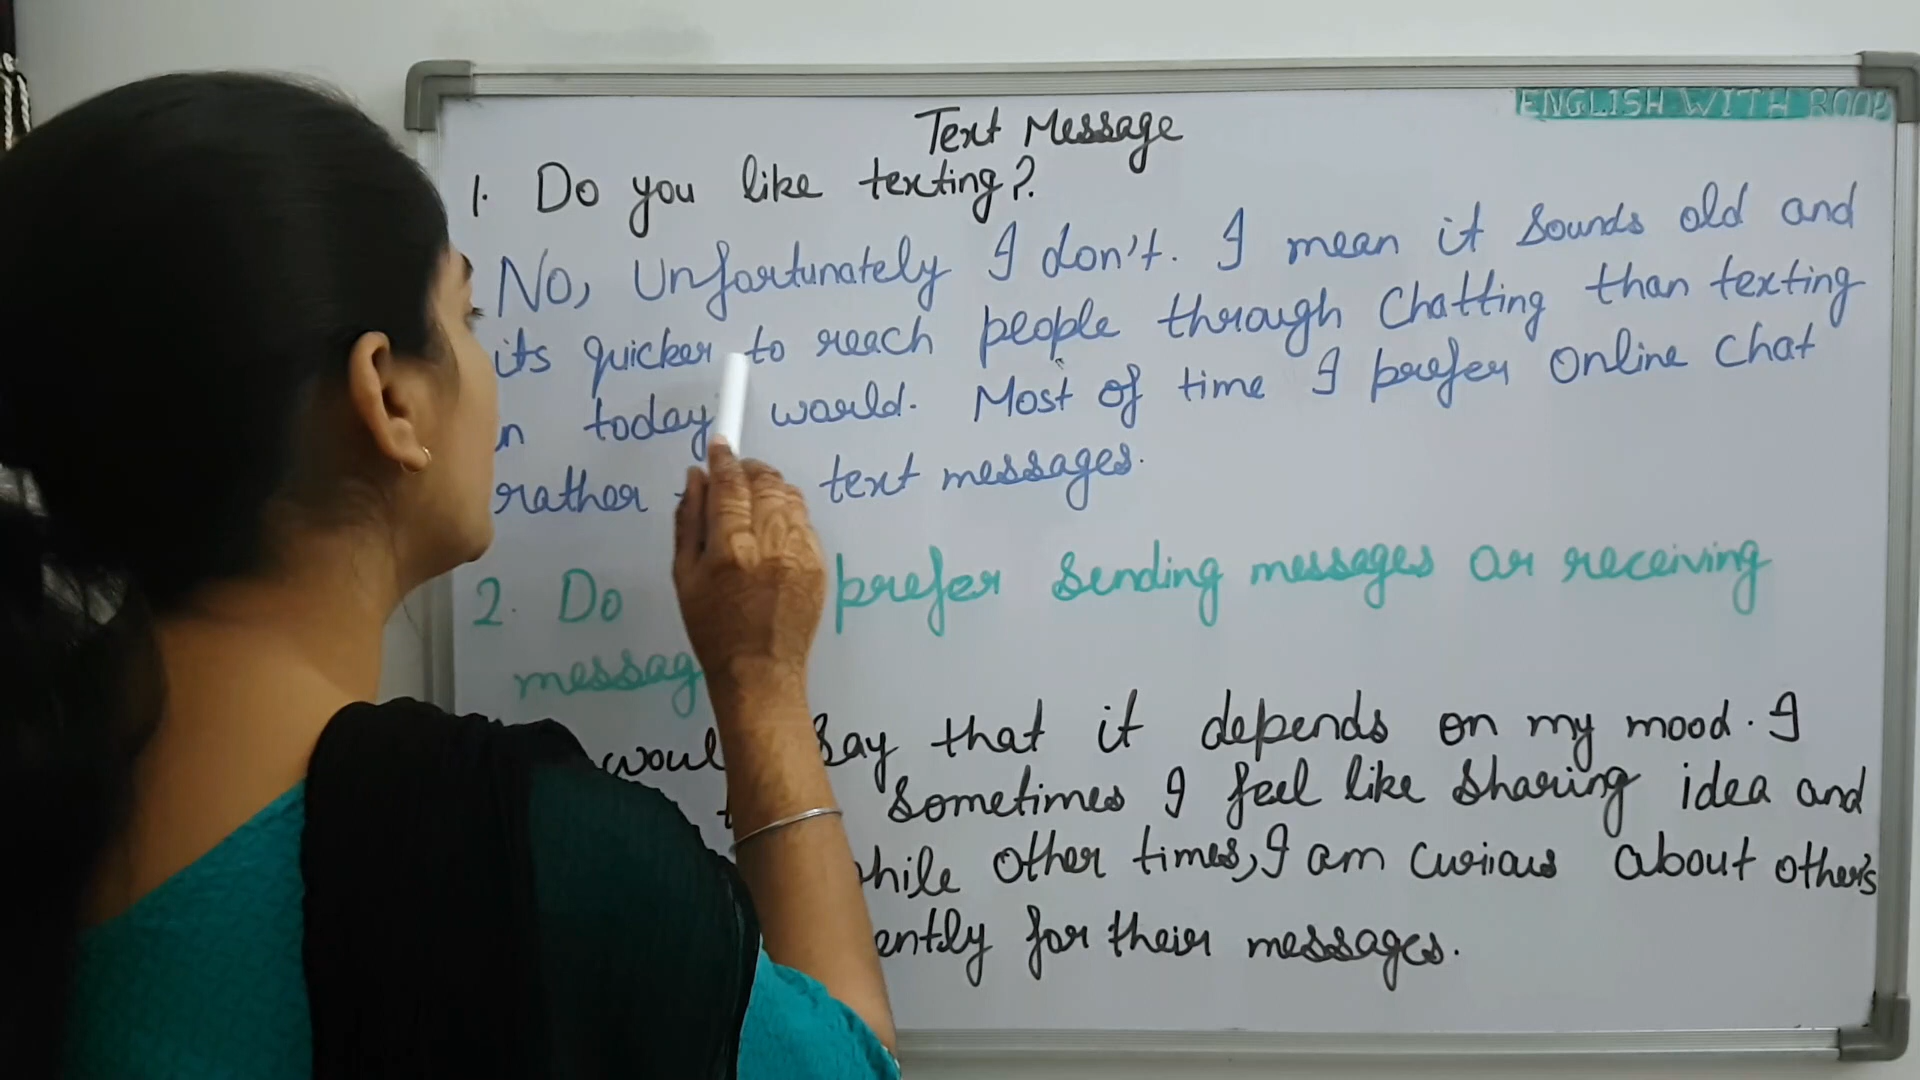 ENGLISH WITH ROOP
Text Message
1. Do you like texting?
No, Unfortunately I don't. I mean it sounds old and
its quicker to reach people through chatting than texting
in today world. Most of time I prefer online chat
rather text messages.
2. Do prefer sending messages or receiving
messag
would say that it depends on my mood. I
sometimes I feel like sharing idea and
while other times, I am curious about other's
ently for their messages.